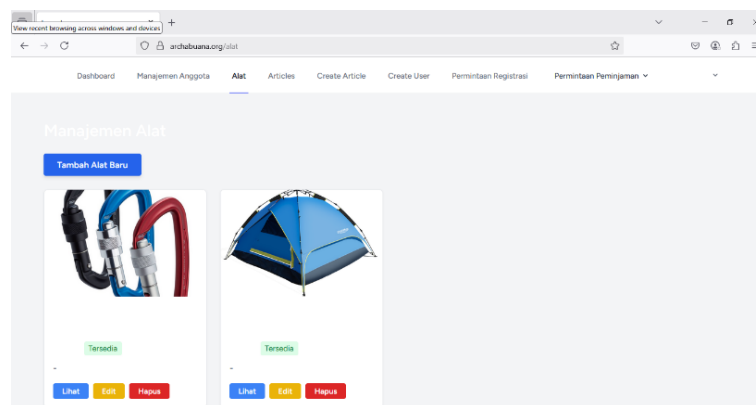 View recent browsing across windows and devices
archabuana.org/alat
Dashboard Manajemen Anggota Alat Articles Create Article Create User Permintaan Registrasi Permintaan Peminjaman
Manajemen Alat
Tambah Alat Baru
Tersedia Tersedia
- -
Lihat Edit Hapus Lihat Edit Hapus